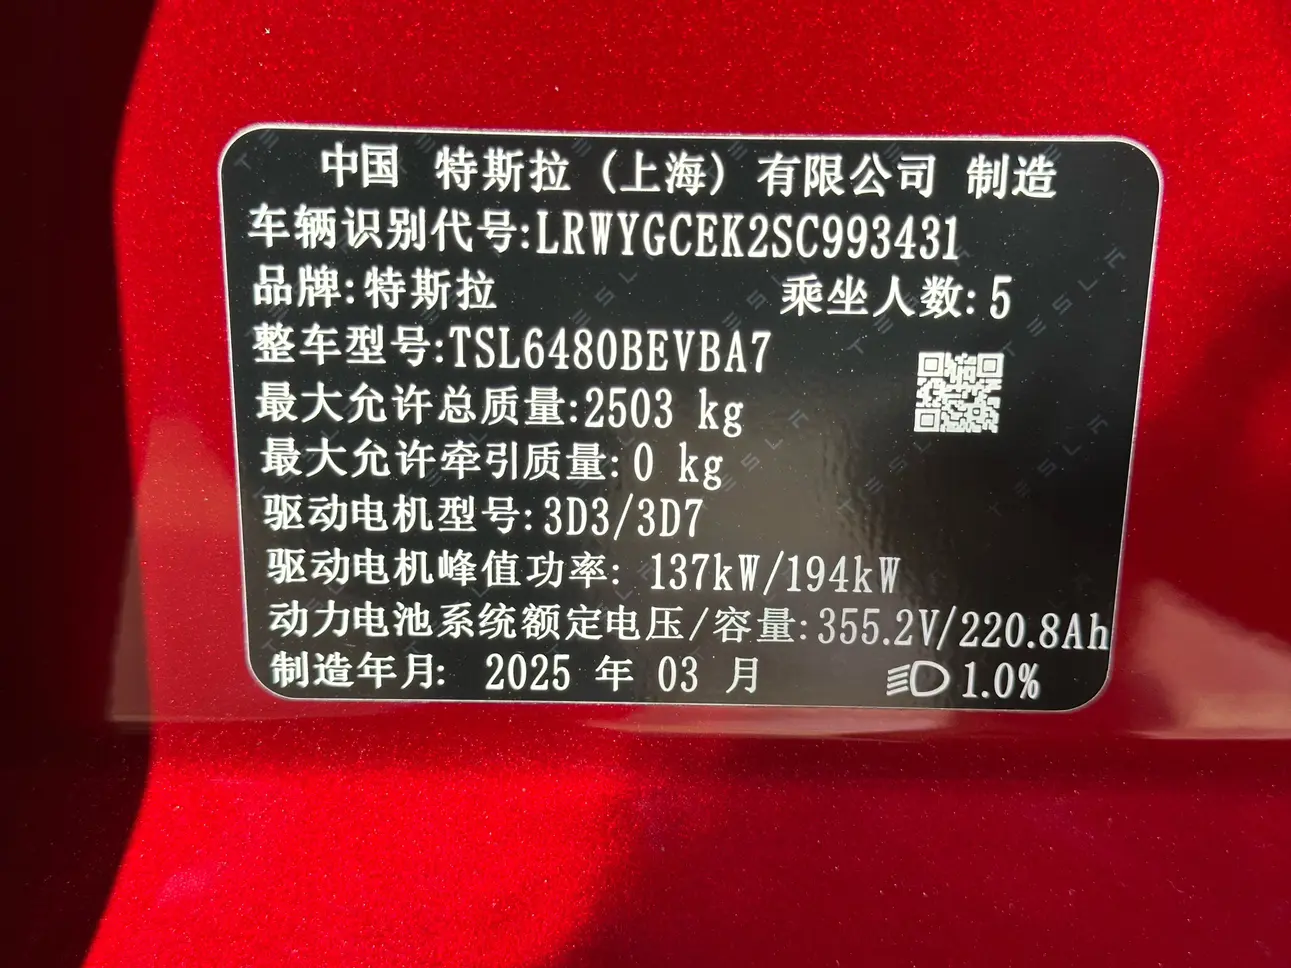 中国 特斯拉（上海）有限公司 制造
车辆识别代号:LRWYGCEK2SC993431
品牌:特斯拉 乘坐人数:5
整车型号:TSL6480BEVBA7
最大允许总质量:2503 kg
最大允许牵引质量:0 kg
驱动电机型号:3D3/3D7
驱动电机峰值功率: 137kW/194kW
动力电池系统额定电压/容量:355.2V/220.8Ah
制造年月: 2025 年 03 月 1.0%